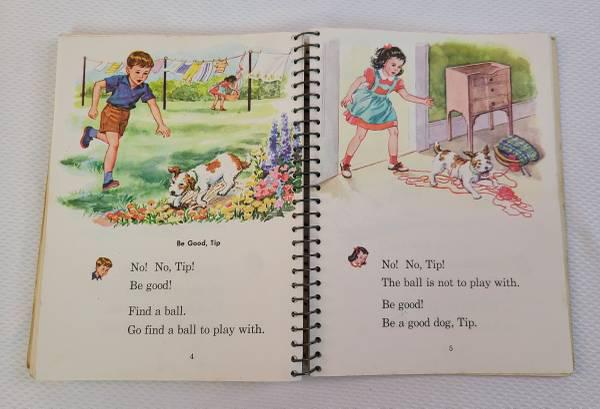 Be Good, Tip
No! No, Tip!
Be good!
Find a ball.
Go find a ball to play with.
4
No! No, Tip!
The ball is not to play with.
Be good!
Be a good dog, Tip.
5